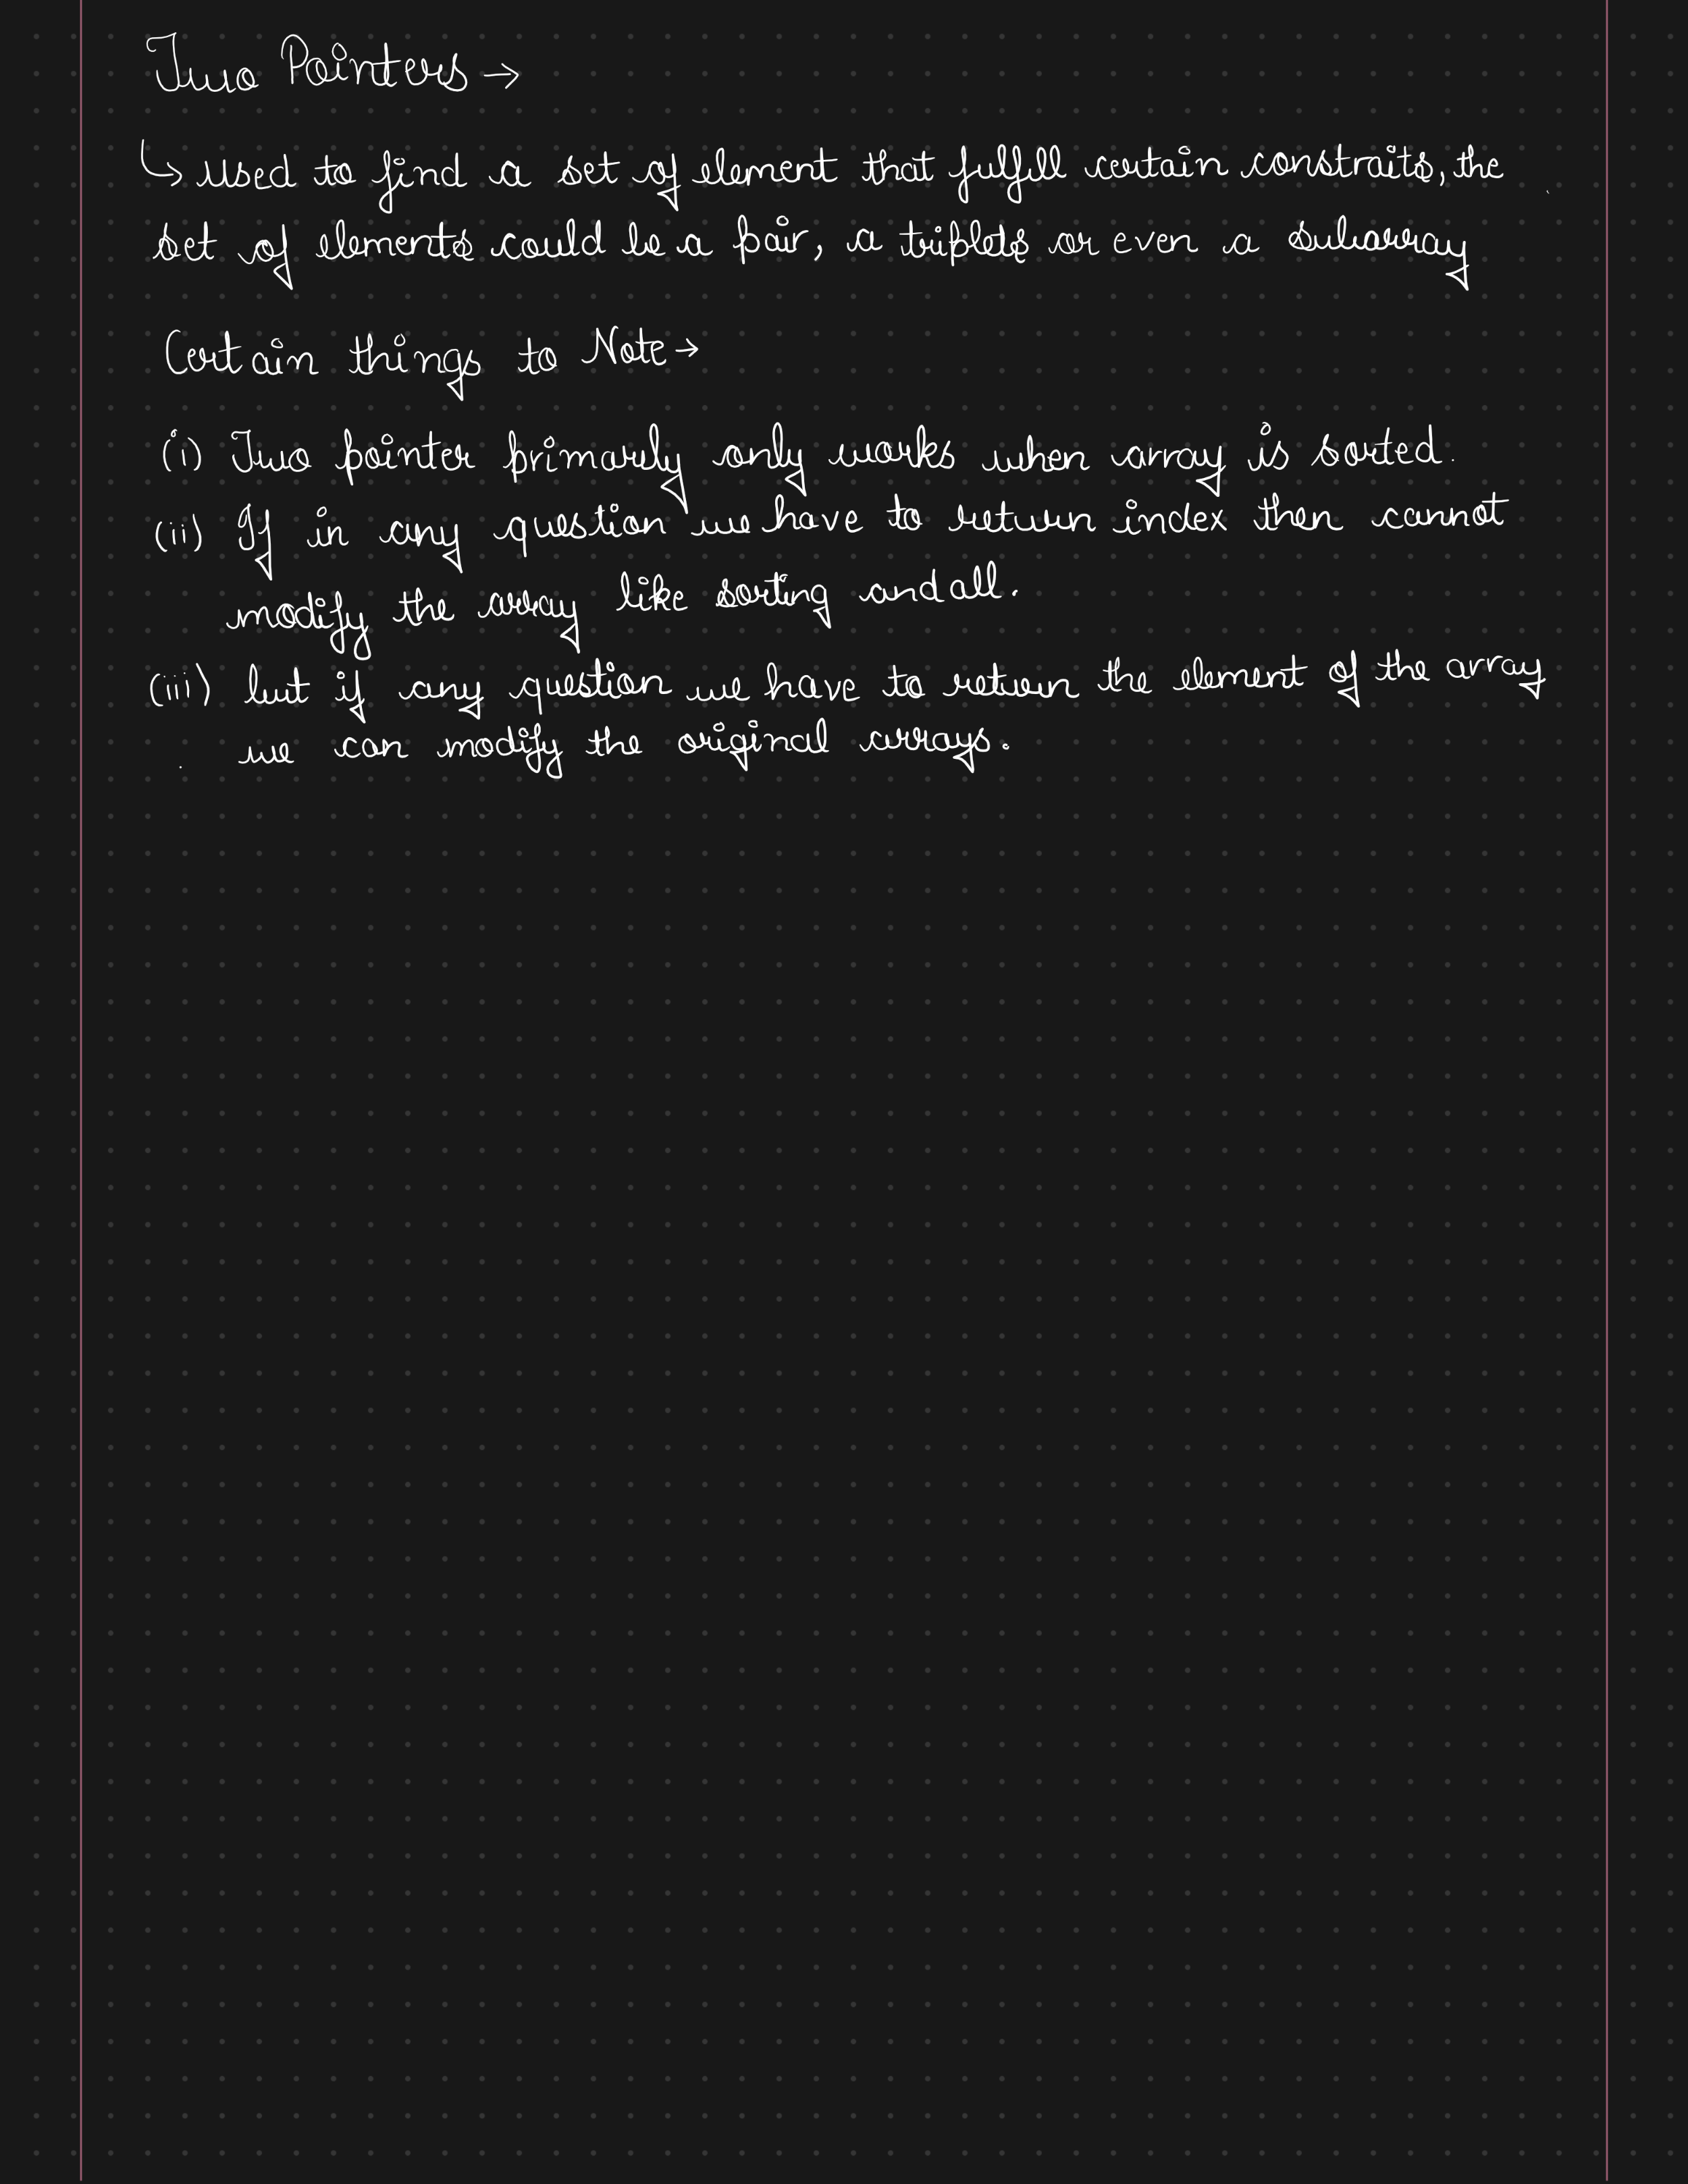 Two Pointers →
↳ Used to find a set of element that fulfill certain constraits, the
set of elements could be a pair, a triplets or even a subarray
Certain things to Note →
(i) Two pointer primarily only works when array is sorted.
(ii) If in any question we have to return index then cannot
modify the array like sorting and all.
(iii) but if any question we have to return the element of the array
we can modify the original arrays.